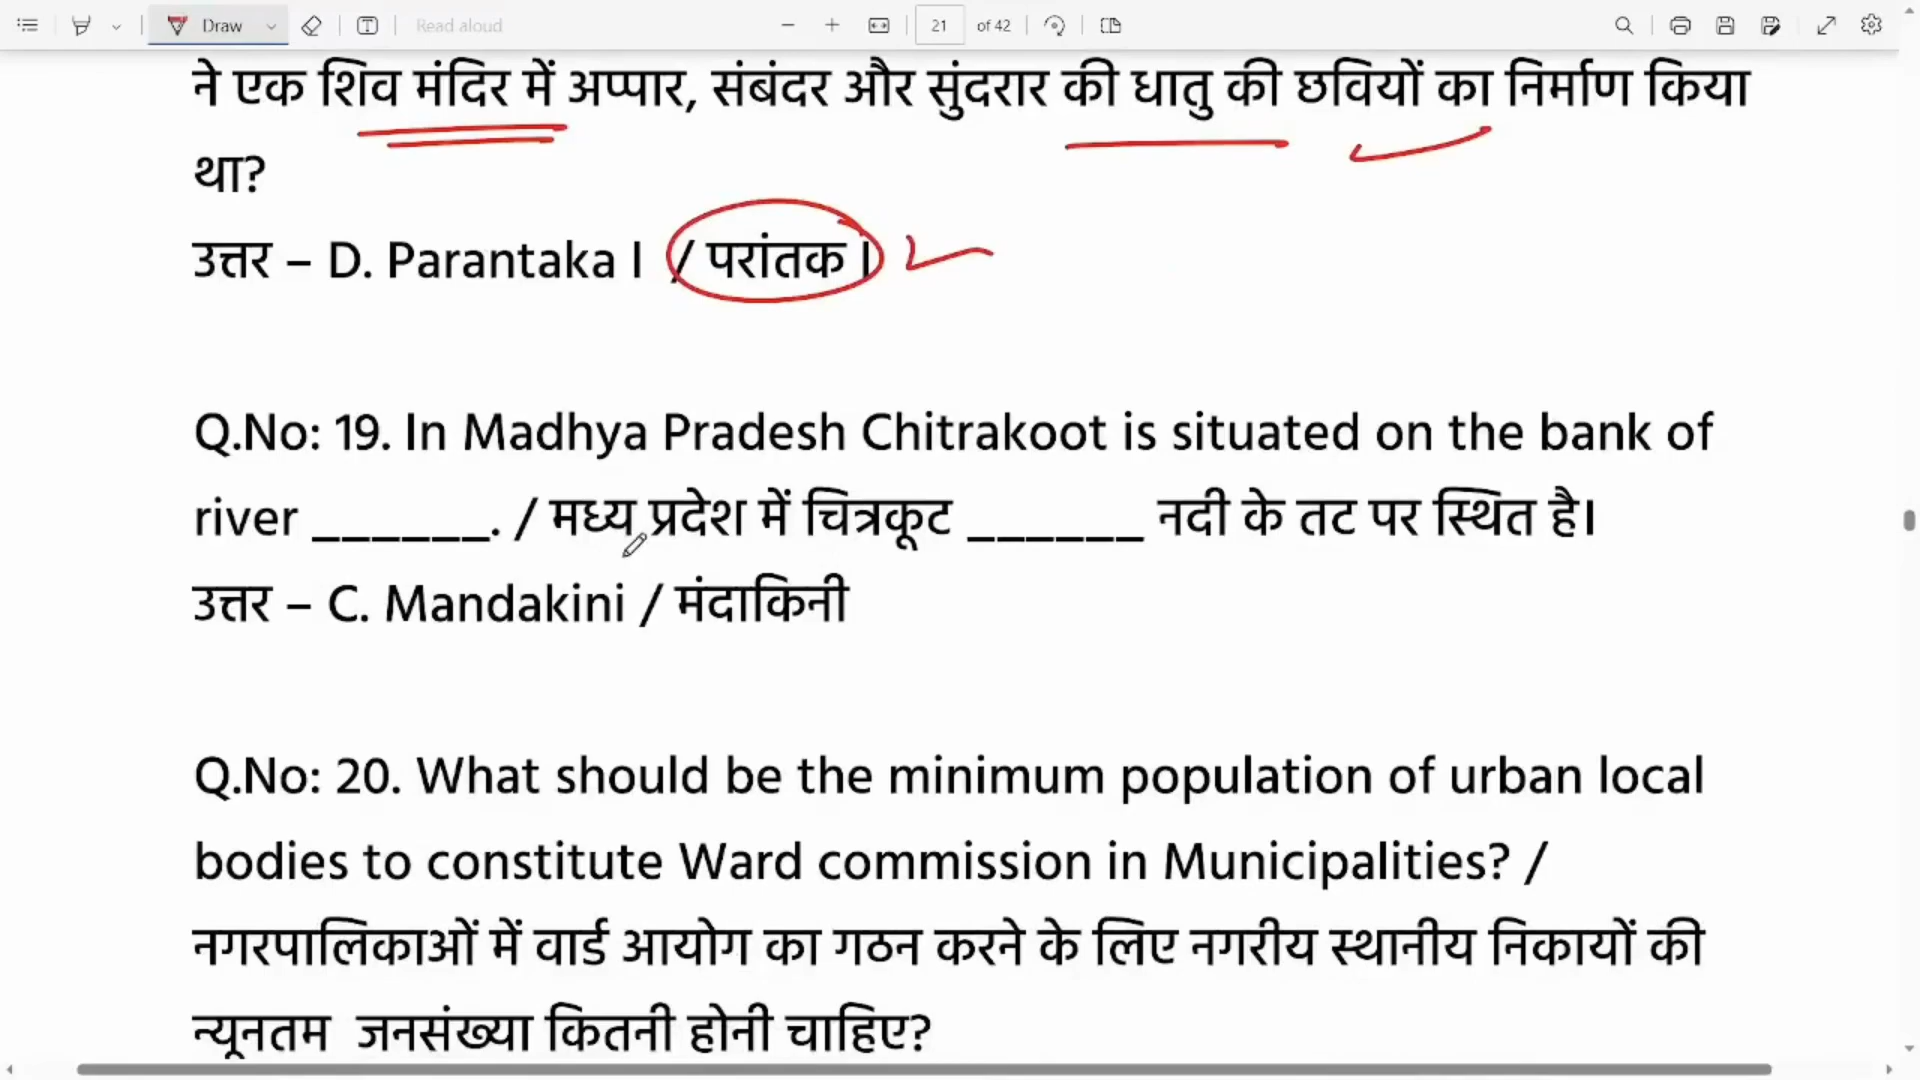 Draw
Read aloud
21
of 42
ने एक शिव मंदिर में अप्पार, संबंदर और सुंदरार की धातु की छवियों का निर्माण किया
था?
उत्तर – D. Parantaka I / परांतक I
Q.No: 19. In Madhya Pradesh Chitrakoot is situated on the bank of
river ______. / मध्य प्रदेश में चित्रकूट ______ नदी के तट पर स्थित है।
उत्तर – C. Mandakini / मंदाकिनी
Q.No: 20. What should be the minimum population of urban local
bodies to constitute Ward commission in Municipalities? /
नगरपालिकाओं में वार्ड आयोग का गठन करने के लिए नगरीय स्थानीय निकायों की
न्यूनतम जनसंख्या कितनी होनी चाहिए?